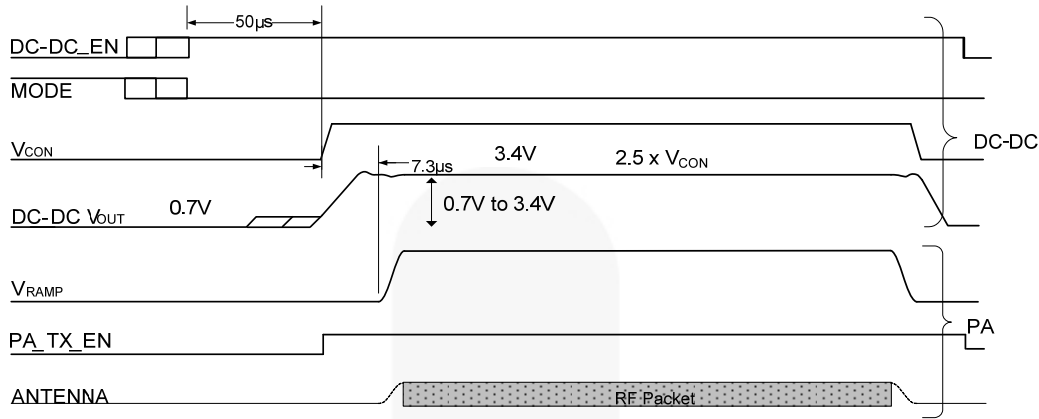 50µs
DC-DC_EN
MODE
VCON
DC-DC
7.3µs
3.4V
2.5 x VCON
0.7V
0.7V to 3.4V
DC-DC VOUT
VRAMP
PA_TX_EN
PA
ANTENNA
RF Packet